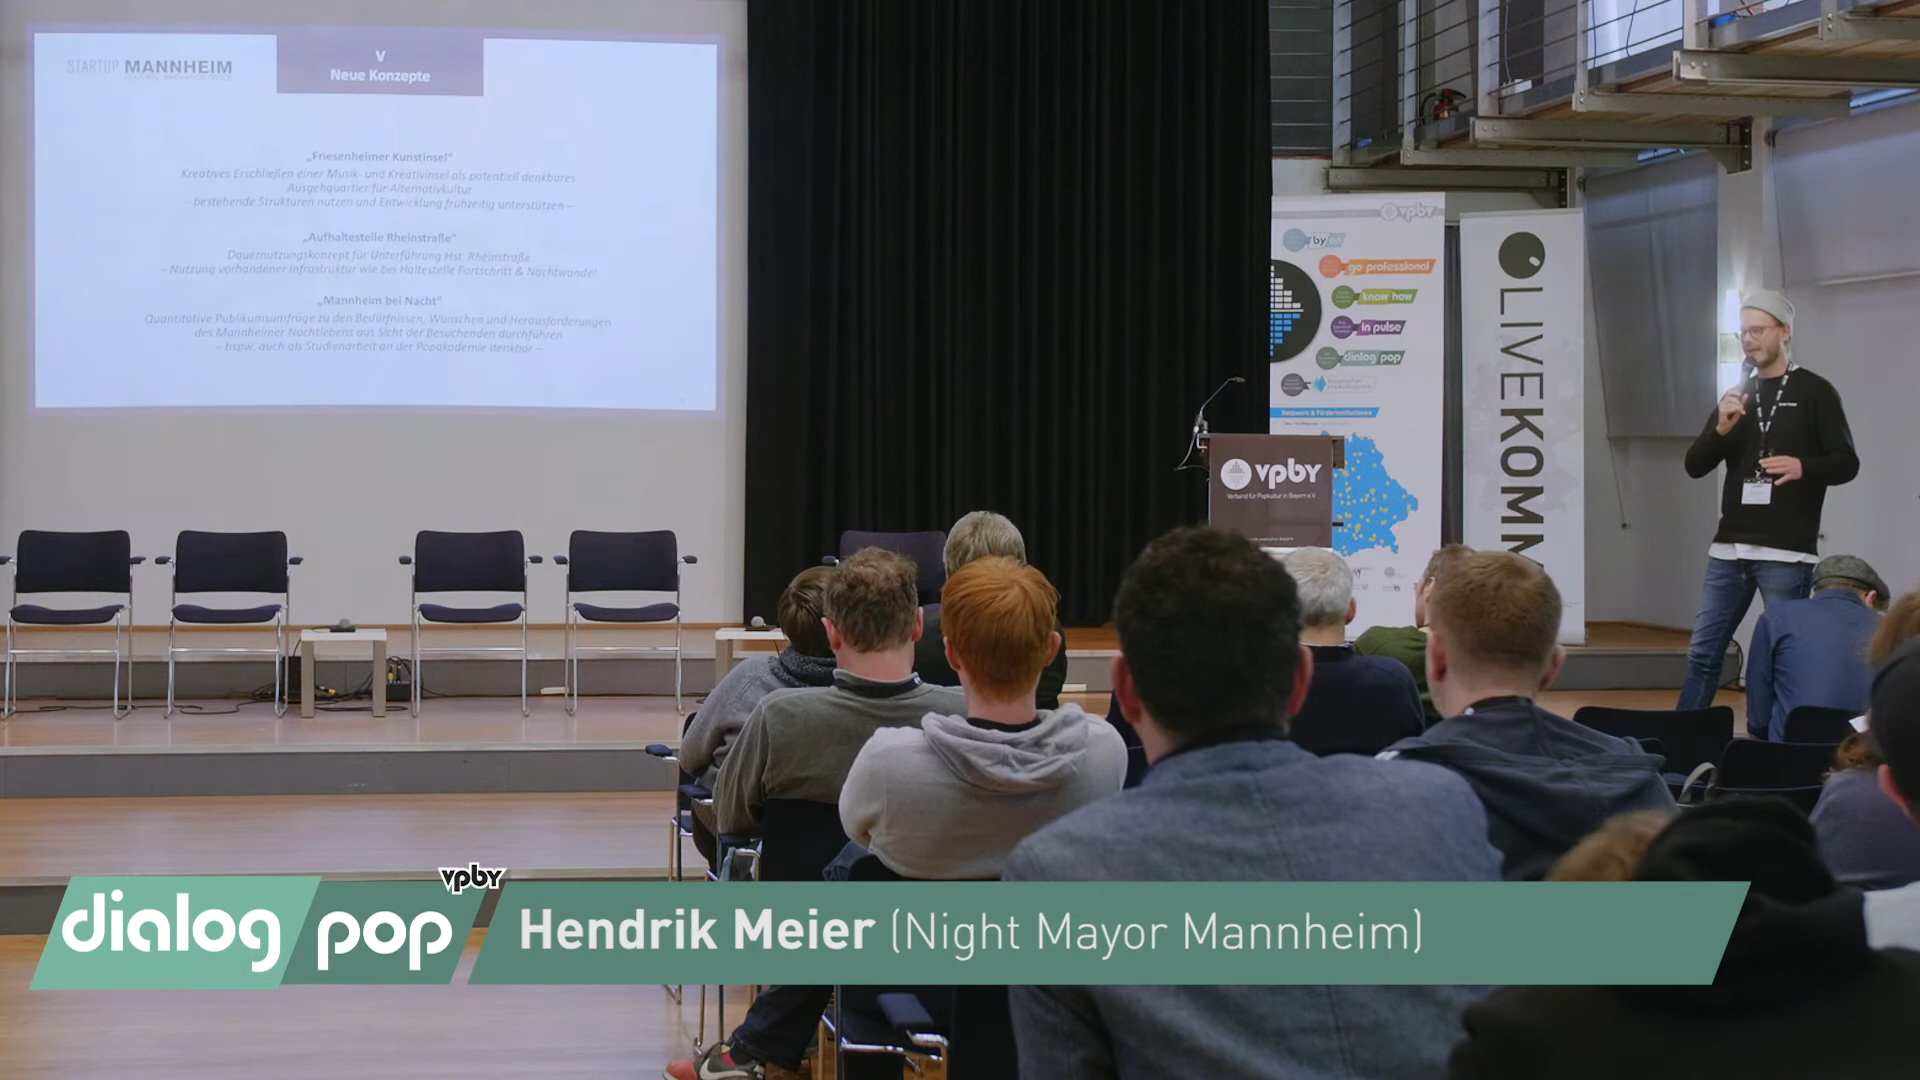 STARTUP MANNHEIM
V
Neue Konzepte
„Friesenheimer Kunstinsel“
Kreatives Erschließen einer Musik- und Kreativinsel als potentiell denkbares
Ausgehquartier für Alternativkultur
– bestehende Strukturen nutzen und Entwicklung frühzeitig unterstützen –
„Aufhaltestelle Rheinstraße“
Dauernutzungskonzept für Unterführung Hst. Rheinstraße
– Nutzung vorhandener Infrastruktur wie bei Haltestelle Fortschritt & Nachtwandel
„Mannheim bei Nacht“
Quantitative Publikumsumfrage zu den Bedürfnissen, Wünschen und Herausforderungen
des Mannheimer Nachtlebens aus Sicht der Besuchenden durchführen
– bspw. auch als Studienarbeit an der Popakademie denkbar –
vpby
by on
go professional
know how
in pulse
dialog pop
Netzwerk & Förderinstitutionen
LIVEKOMM
vpby
Verband für Popkultur in Bayern e.V.
vpby
dialog pop
Hendrik Meier (Night Mayor Mannheim)